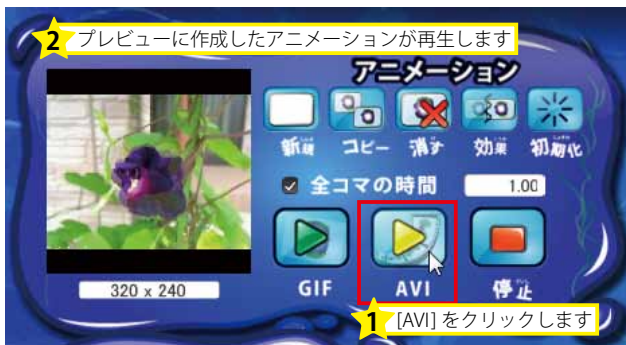 2 プレビューに作成したアニメーションが再生します
アニメーション
新規 コピー 消す 効果 初期化
全コマの時間 1.00
320 x 240
GIF AVI 停止
1 [AVI] をクリックします